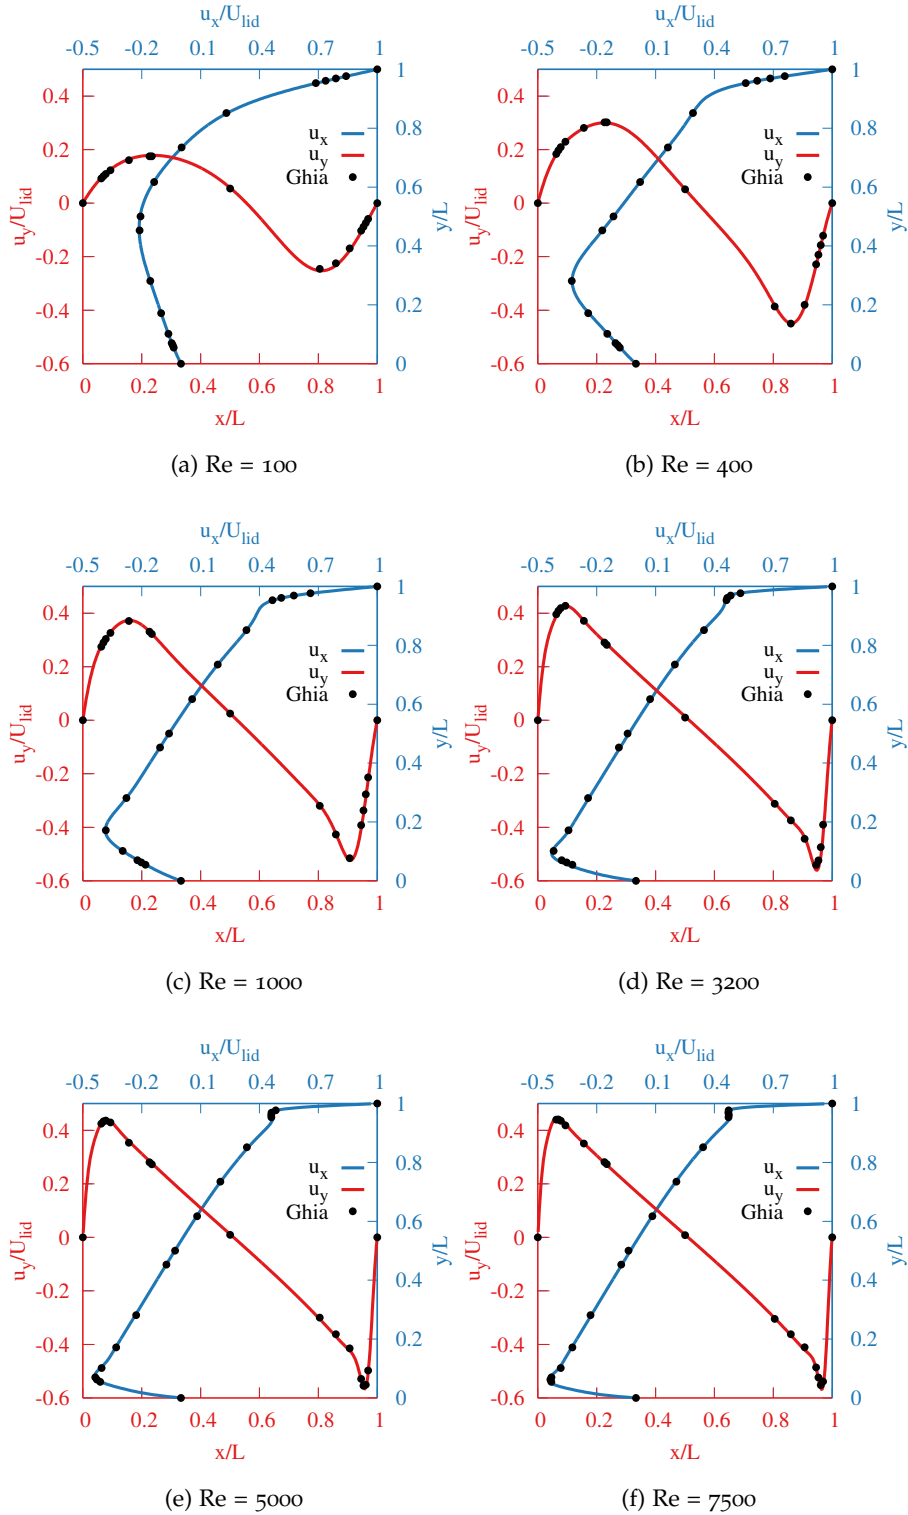 u_x/U_lid u_x/U_lid
-0.5 -0.2 0.1 0.4 0.7 1 -0.5 -0.2 0.1 0.4 0.7 1
0.4 1 0.4 1
u_x 0.8 u_x 0.8
0.2 u_y 0.2 u_y
Ghia Ghia
0.6 0.6
u_y/U_lid 0 y/L u_y/U_lid 0 y/L
-0.2 0.4 -0.2 0.4
-0.4 0.2 -0.4 0.2
-0.6 0 -0.6 0
0 0.2 0.4 0.6 0.8 1 0 0.2 0.4 0.6 0.8 1
x/L x/L
(a) Re = 100 (b) Re = 400
u_x/U_lid u_x/U_lid
-0.5 -0.2 0.1 0.4 0.7 1 -0.5 -0.2 0.1 0.4 0.7 1
0.4 1 0.4 1
u_x 0.8 u_x 0.8
0.2 u_y 0.2 u_y
Ghia Ghia
0.6 0.6
u_y/U_lid 0 y/L u_y/U_lid 0 y/L
-0.2 0.4 -0.2 0.4
-0.4 0.2 -0.4 0.2
-0.6 0 -0.6 0
0 0.2 0.4 0.6 0.8 1 0 0.2 0.4 0.6 0.8 1
x/L x/L
(c) Re = 1000 (d) Re = 3200
u_x/U_lid u_x/U_lid
-0.5 -0.2 0.1 0.4 0.7 1 -0.5 -0.2 0.1 0.4 0.7 1
0.4 1 0.4 1
u_x 0.8 u_x 0.8
0.2 u_y 0.2 u_y
Ghia Ghia
0.6 0.6
u_y/U_lid 0 y/L u_y/U_lid 0 y/L
-0.2 0.4 -0.2 0.4
-0.4 0.2 -0.4 0.2
-0.6 0 -0.6 0
0 0.2 0.4 0.6 0.8 1 0 0.2 0.4 0.6 0.8 1
x/L x/L
(e) Re = 5000 (f) Re = 7500